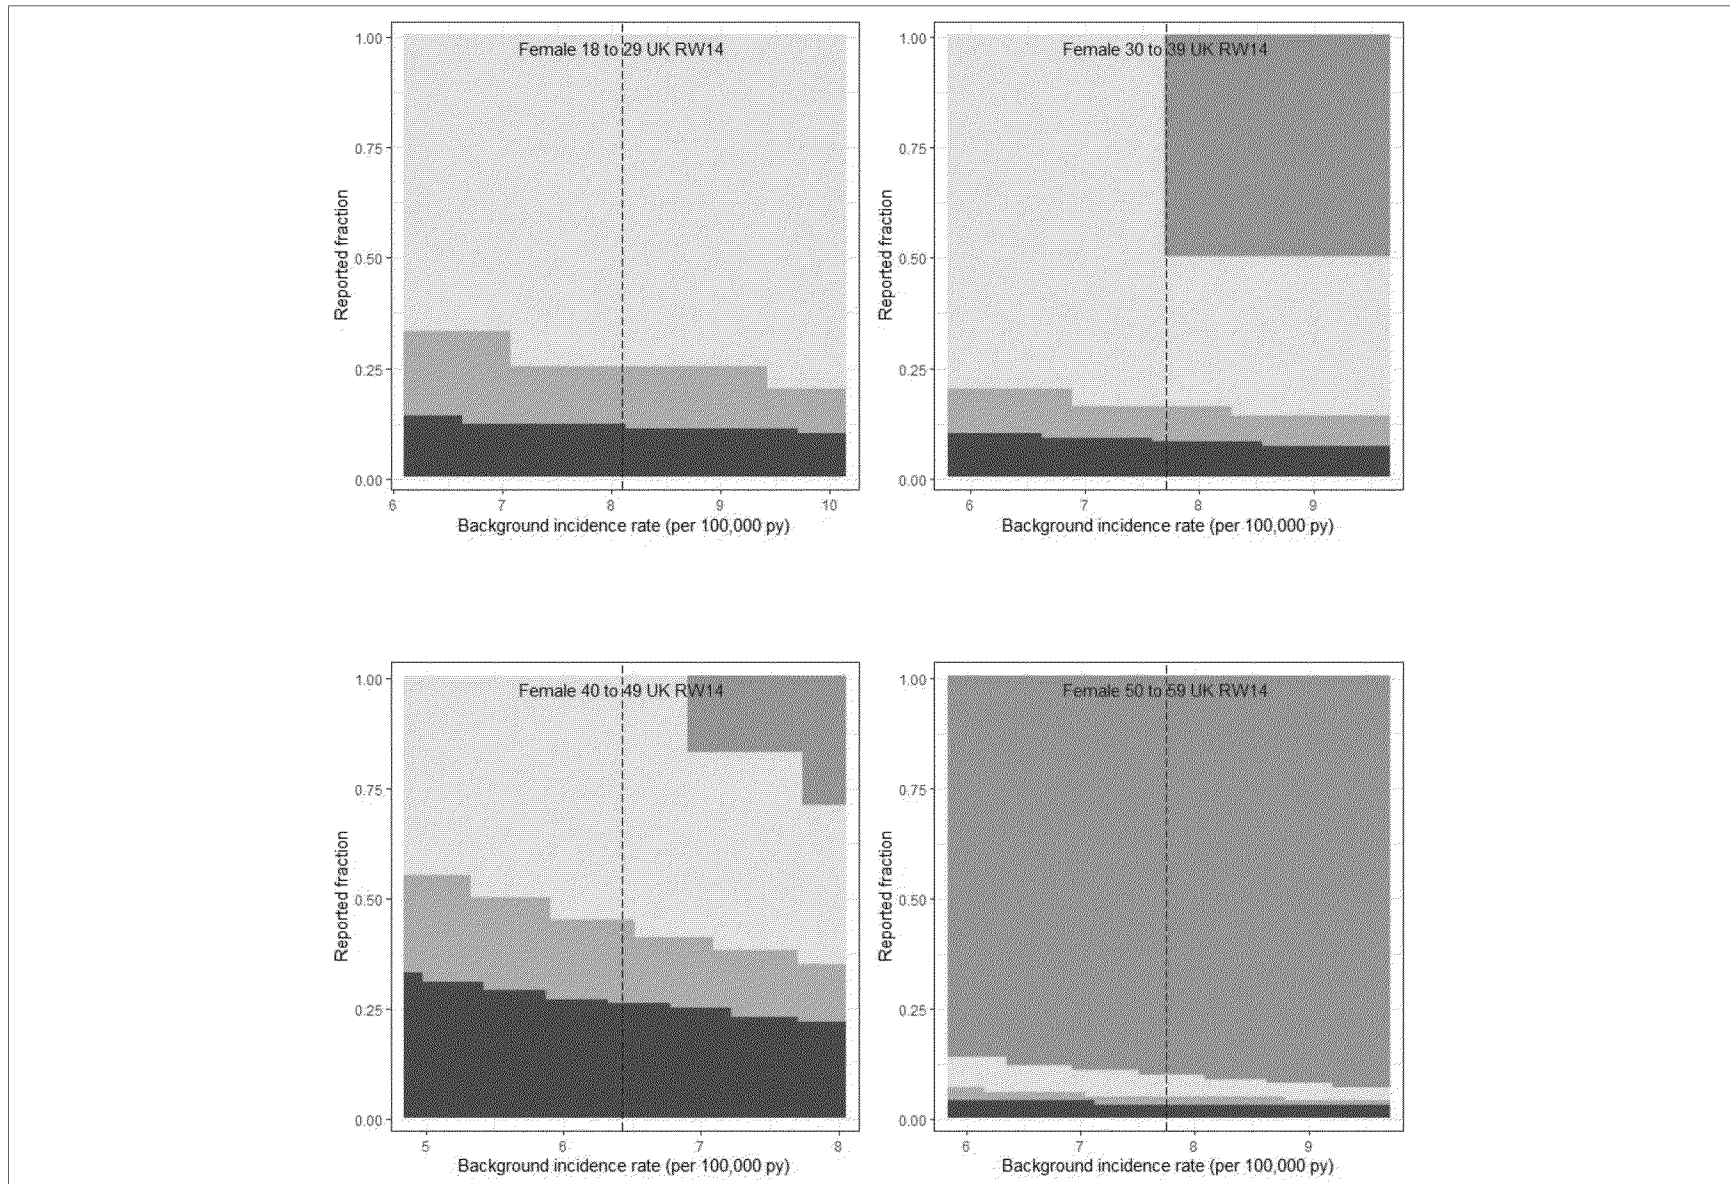 Female 18 to 29 UK RW14
Reported fraction
1.00
0.75
0.50
0.25
0.00
6 7 8 9 10
Background incidence rate (per 100,000 py)
Female 30 to 39 UK RW14
Reported fraction
1.00
0.75
0.50
0.25
0.00
6 7 8 9
Background incidence rate (per 100,000 py)
Female 40 to 49 UK RW14
Reported fraction
1.00
0.75
0.50
0.25
0.00
5 6 7 8
Background incidence rate (per 100,000 py)
Female 50 to 59 UK RW14
Reported fraction
1.00
0.75
0.50
0.25
0.00
6 7 8 9
Background incidence rate (per 100,000 py)